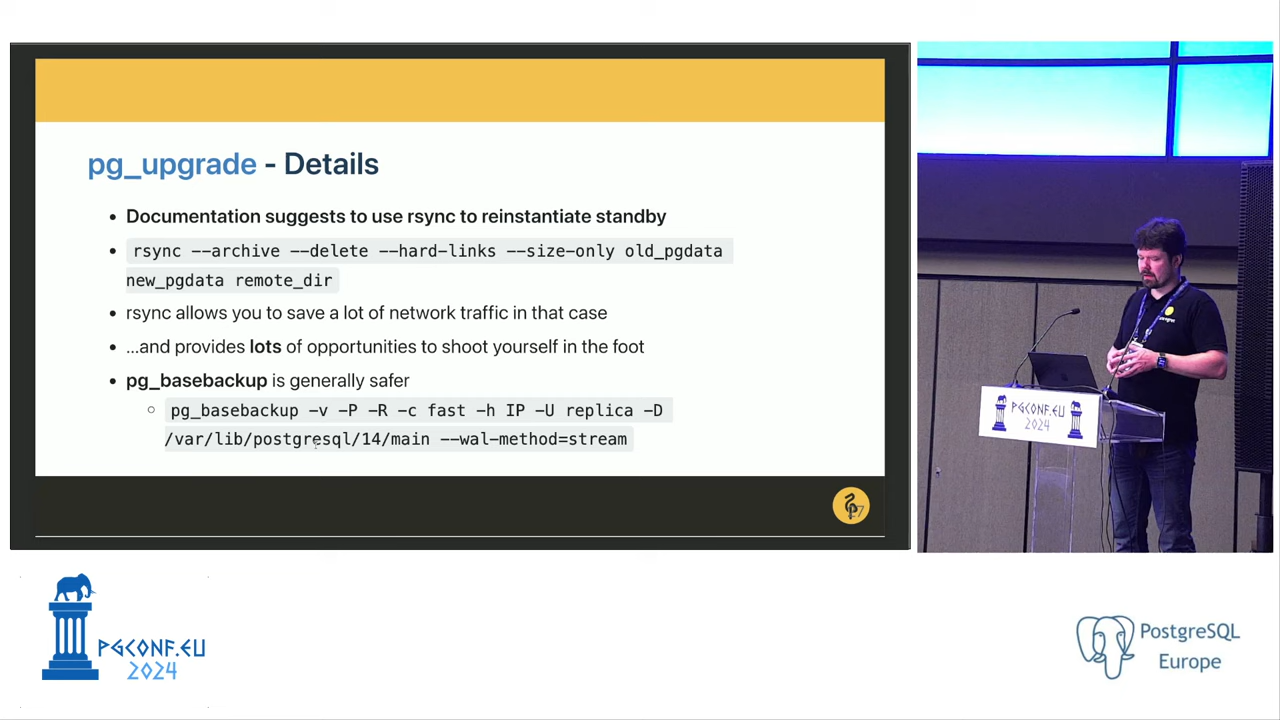 pg_upgrade - Details
• Documentation suggests to use rsync to reinstantiate standby
• rsync --archive --delete --hard-links --size-only old_pgdata
new_pgdata remote_dir
• rsync allows you to save a lot of network traffic in that case
• ...and provides lots of opportunities to shoot yourself in the foot
• pg_basebackup is generally safer
○ pg_basebackup -v -P -R -c fast -h IP -U replica -D
/var/lib/postgresql/14/main --wal-method=stream
PGCONF.EU
2024
PGCONF.EU
2024
PostgreSQL
Europe